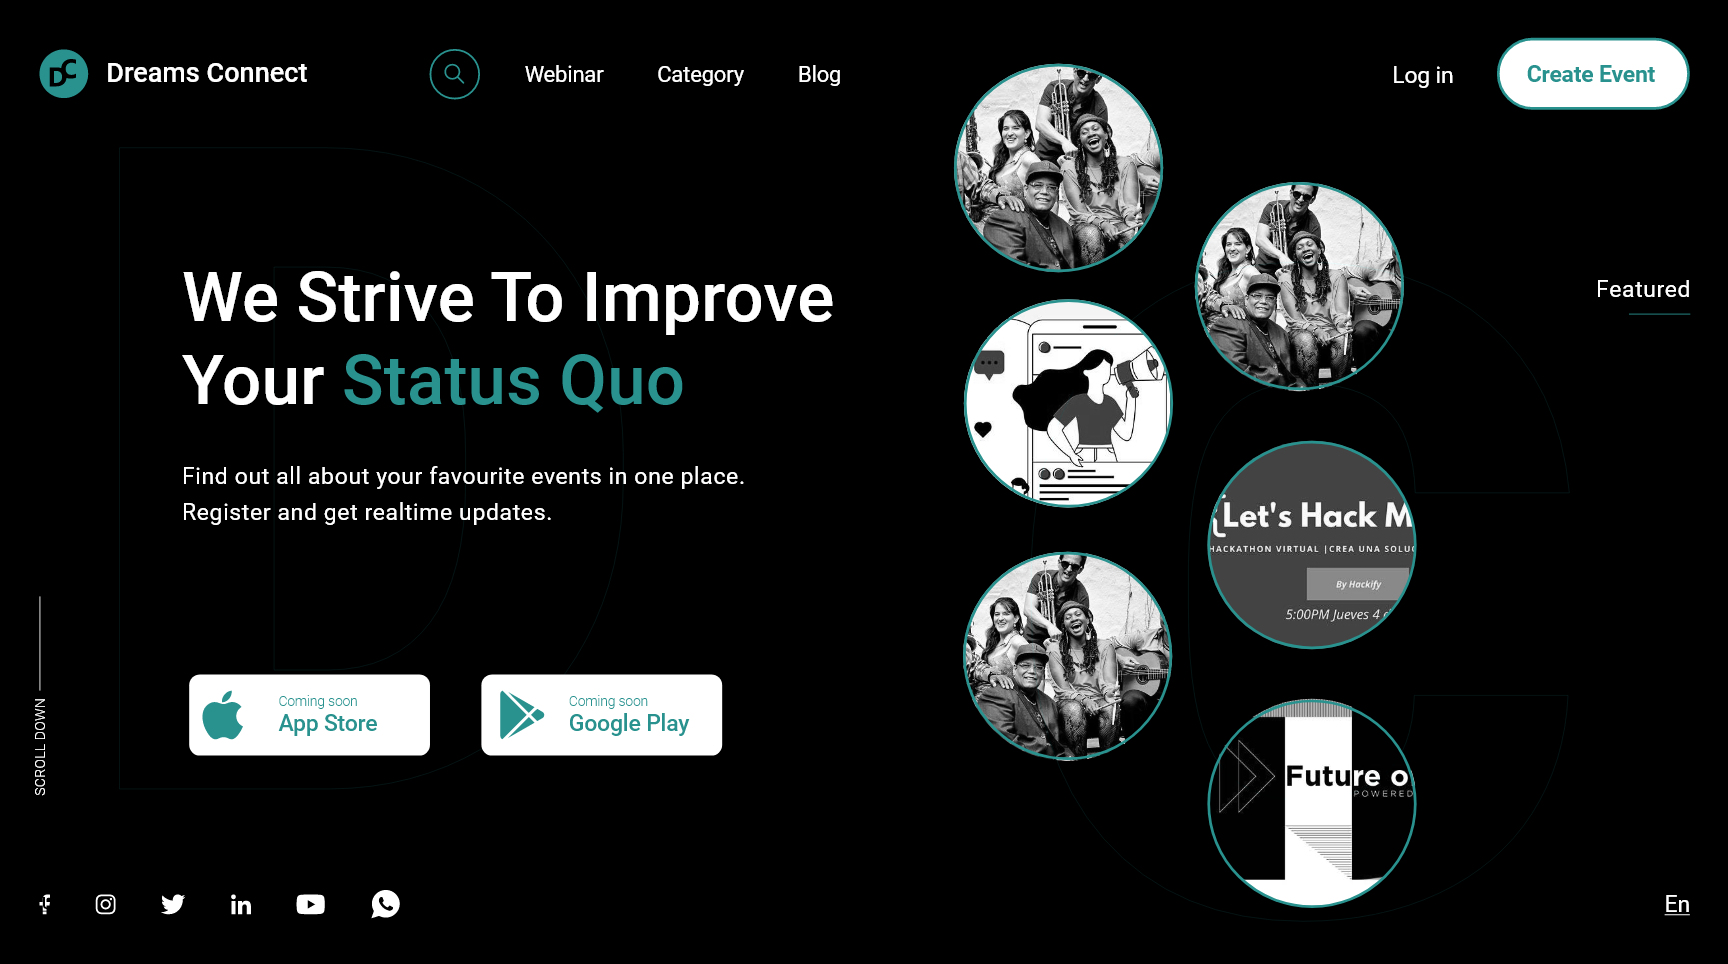 DC Dreams Connect
Webinar
Category
Blog
Log in
Create Event
We Strive To Improve
Your Status Quo
Find out all about your favourite events in one place.
Register and get realtime updates.
Featured
{Let's Hack M
HACKATHON VIRTUAL |CREA UNA SOLUC
By Hackify
5:00PM Jueves 4
Coming soon
App Store
Coming soon
Google Play
SCROLL DOWN
Future o
POWERED
En